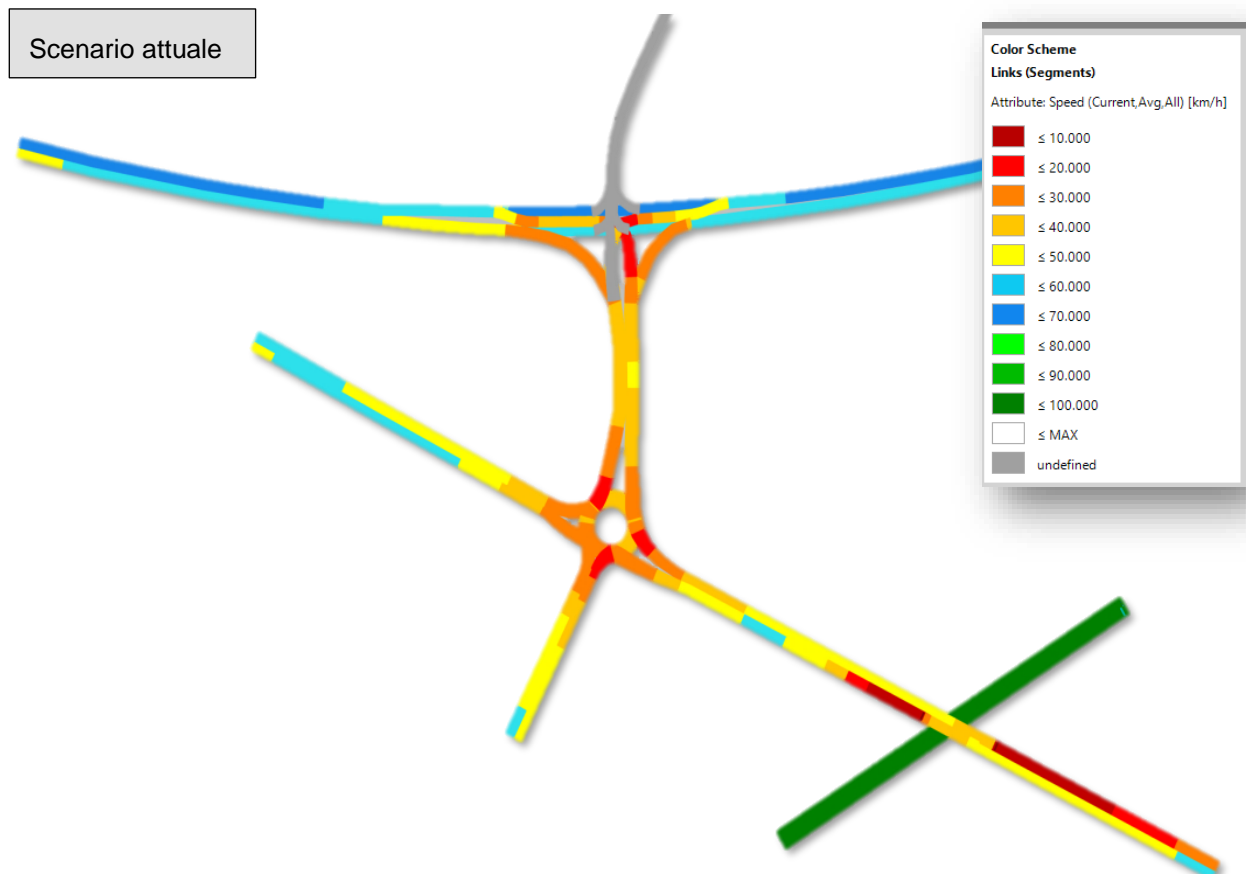 Scenario attuale
Color Scheme
Links (Segments)
Attribute: Speed (Current,Avg,All) [km/h]
≤ 10.000
≤ 20.000
≤ 30.000
≤ 40.000
≤ 50.000
≤ 60.000
≤ 70.000
≤ 80.000
≤ 90.000
≤ 100.000
≤ MAX
undefined